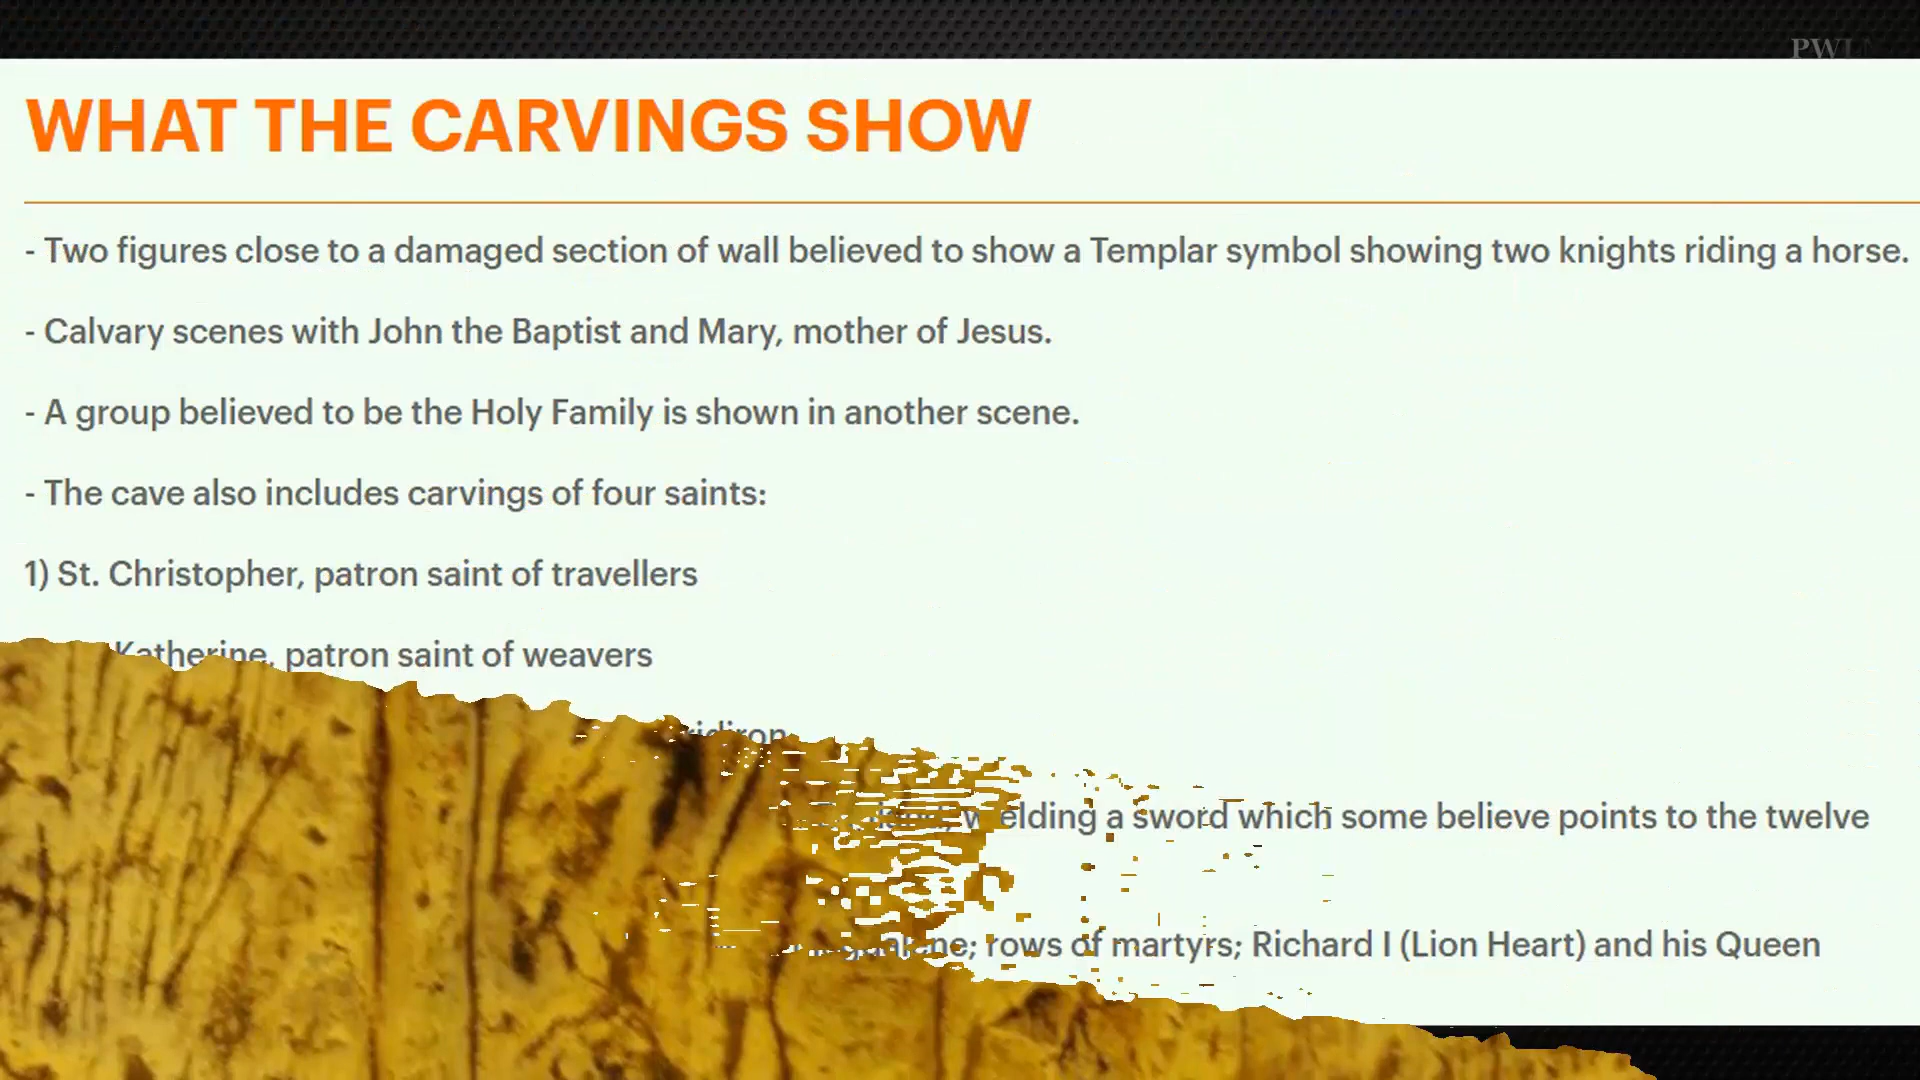 PWL
WHAT THE CARVINGS SHOW
- Two figures close to a damaged section of wall believed to show a Templar symbol showing two knights riding a horse.
- Calvary scenes with John the Baptist and Mary, mother of Jesus.
- A group believed to be the Holy Family is shown in another scene.
- The cave also includes carvings of four saints:
1) St. Christopher, patron saint of travellers
Katherine, patron saint of weavers
a sword which some believe points to the twelve
rows of martyrs; Richard I (Lion Heart) and his Queen